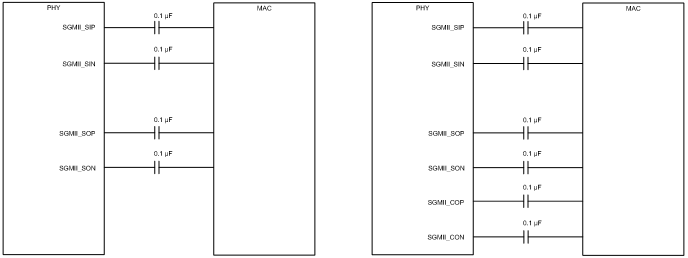 PHY
MAC
0.1 µF
SGMII_SIP
0.1 µF
SGMII_SIN
0.1 µF
SGMII_SOP
0.1 µF
SGMII_SON
PHY
MAC
0.1 µF
SGMII_SIP
0.1 µF
SGMII_SIN
0.1 µF
SGMII_SOP
0.1 µF
SGMII_SON
0.1 µF
SGMII_COP
0.1 µF
SGMII_CON